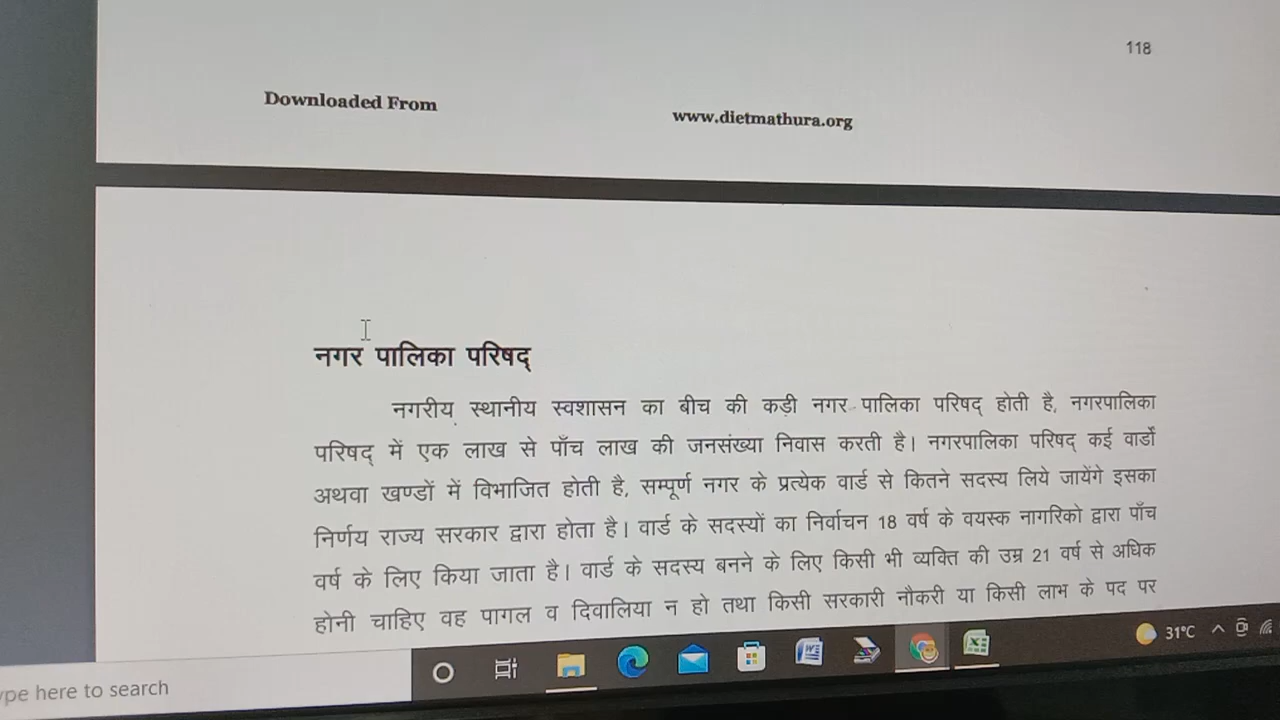 118
Downloaded From
www.dietmathura.org
नगर पालिका परिषद्
नगरीय स्थानीय स्वशासन का बीच की कड़ी नगर पालिका परिषद् होती है, नगरपालिका
परिषद् में एक लाख से पाँच लाख की जनसंख्या निवास करती है। नगरपालिका परिषद् कई वार्डों
अथवा खण्डों में विभाजित होती है, सम्पूर्ण नगर के प्रत्येक वार्ड से कितने सदस्य लिये जायेंगे इसका
निर्णय राज्य सरकार द्वारा होता है। वार्ड के सदस्यों का निर्वाचन 18 वर्ष के वयस्क नागरिको द्वारा पाँच
वर्ष के लिए किया जाता है। वार्ड के सदस्य बनने के लिए किसी भी व्यक्ति की उम्र 21 वर्ष से अधिक
होनी चाहिए वह पागल व दिवालिया न हो तथा किसी सरकारी नौकरी या किसी लाभ के पद पर
31°C
ype here to search